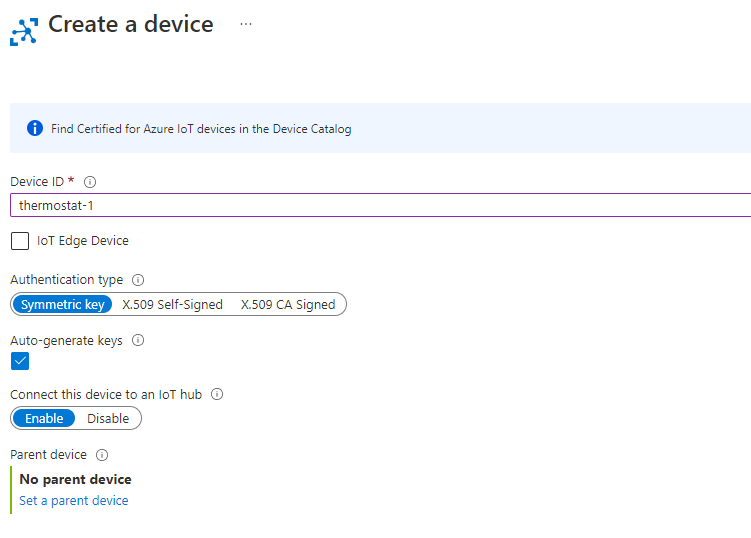 Create a device ...
Find Certified for Azure IoT devices in the Device Catalog
Device ID *
thermostat-1
IoT Edge Device
Authentication type
Symmetric key X.509 Self-Signed X.509 CA Signed
Auto-generate keys
Connect this device to an IoT hub
Enable Disable
Parent device
No parent device
Set a parent device